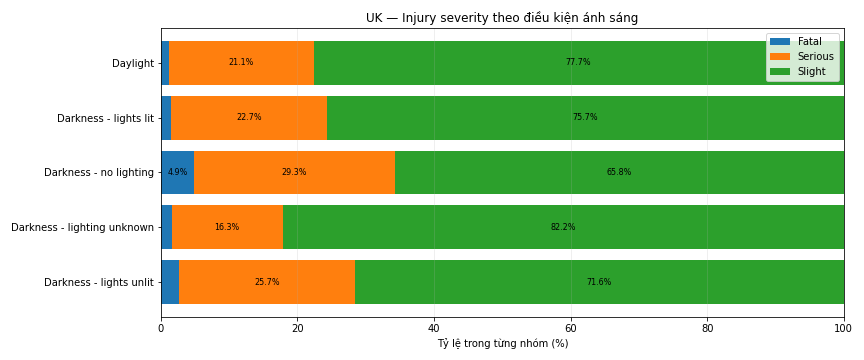 UK — Injury severity theo điều kiện ánh sáng
Fatal
Serious
Slight
Daylight
21.1%
77.7%
Darkness - lights lit
22.7%
75.7%
Darkness - no lighting
4.9%
29.3%
65.8%
Darkness - lighting unknown
16.3%
82.2%
Darkness - lights unlit
25.7%
71.6%
0 20 40 60 80 100
Tỷ lệ trong từng nhóm (%)